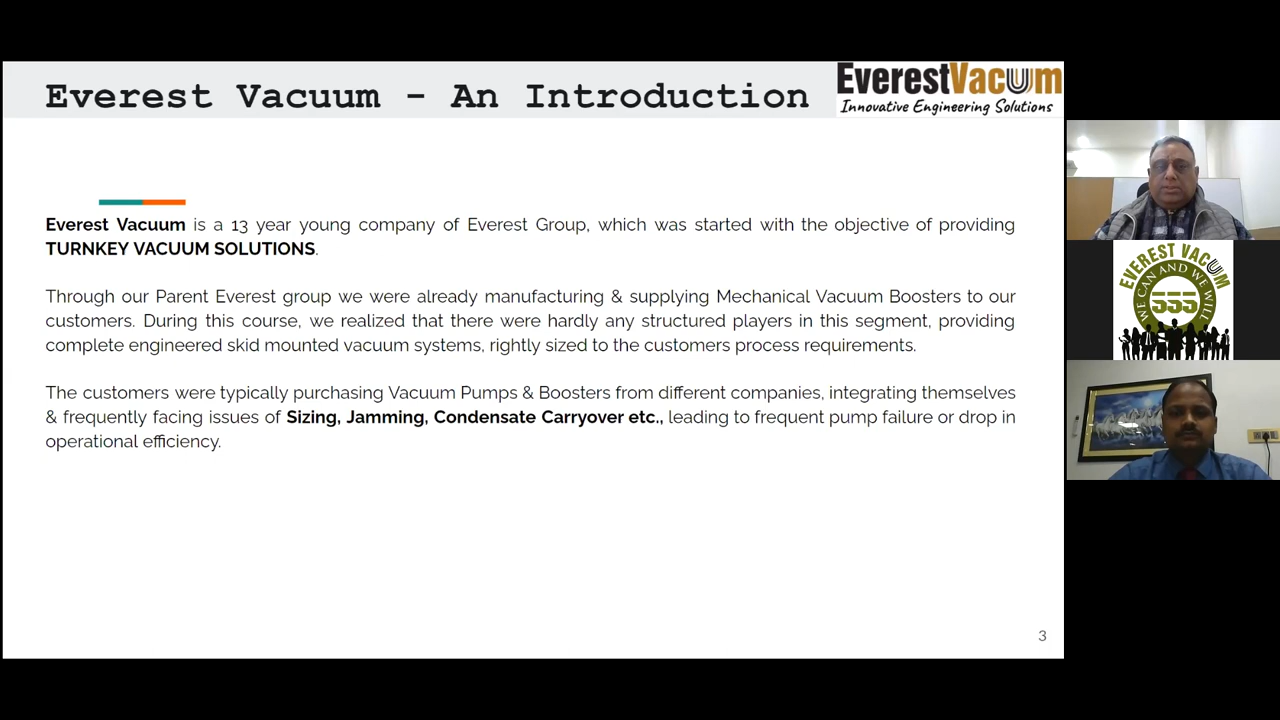 Everest Vacuum - An Introduction
EverestVacuum
Innovative Engineering Solutions
Everest Vacuum is a 13 year young company of Everest Group, which was started with the objective of providing
TURNKEY VACUUM SOLUTIONS.
Through our Parent Everest group we were already manufacturing & supplying Mechanical Vacuum Boosters to our
customers. During this course, we realized that there were hardly any structured players in this segment, providing
complete engineered skid mounted vacuum systems, rightly sized to the customers process requirements.
The customers were typically purchasing Vacuum Pumps & Boosters from different companies, integrating themselves
& frequently facing issues of Sizing, Jamming, Condensate Carryover etc., leading to frequent pump failure or drop in
operational efficiency.
3
EVEREST VACUUM
WE CAN AND WE WILL
555